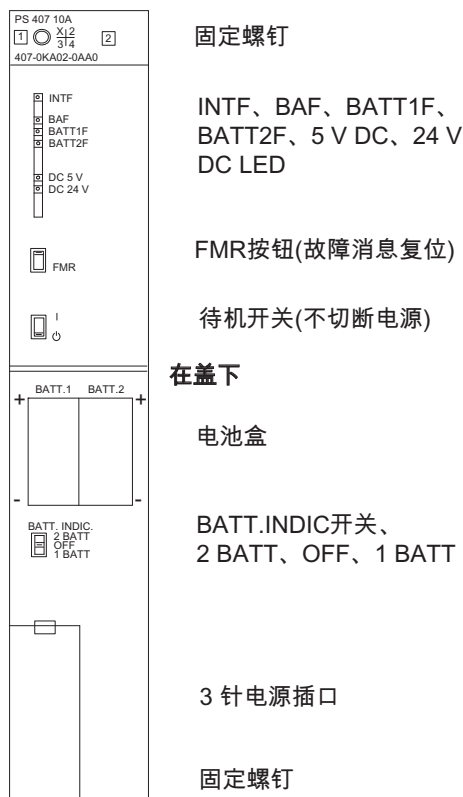 PS 407 10A
1 X 2 3 4 2
407-0KA02-0AA0
固定螺钉
INTF
BAF
BATT1F
BATT2F
DC 5 V
DC 24 V
INTF、BAF、BATT1F、
BATT2F、5 V DC、24 V
DC LED
FMR
FMR按钮(故障消息复位)
I
待机开关(不切断电源)
在盖下
BATT.1 BATT.2
+ +
电池盒
- -
BATT. INDIC.
2 BATT
OFF
1 BATT
BATT.INDIC开关、
2 BATT、OFF、1 BATT
3 针电源插口
固定螺钉